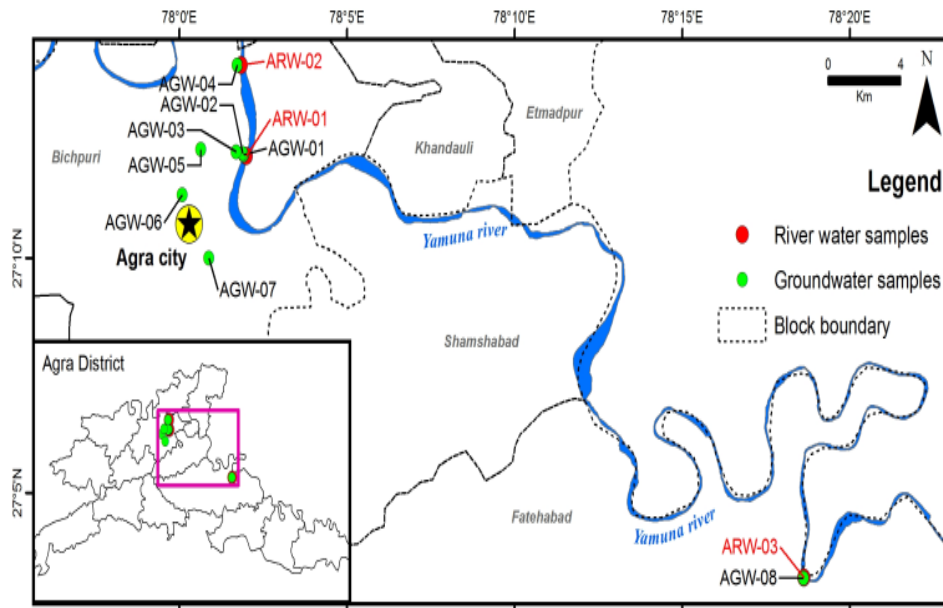 78°0'E
78°5'E
78°10'E
78°15'E
78°20'E
ARW-02
AGW-04
AGW-02
ARW-01
AGW-03
AGW-01
Bichpuri
AGW-05
Khandauli
Etmadpur
0
4
Km
N
AGW-06
Agra city
Yamuna river
AGW-07
27°10'N
Shamshabad
Legend
River water samples
Groundwater samples
Block boundary
Agra District
27°5'N
Fatehabad
Yamuna river
ARW-03
AGW-08